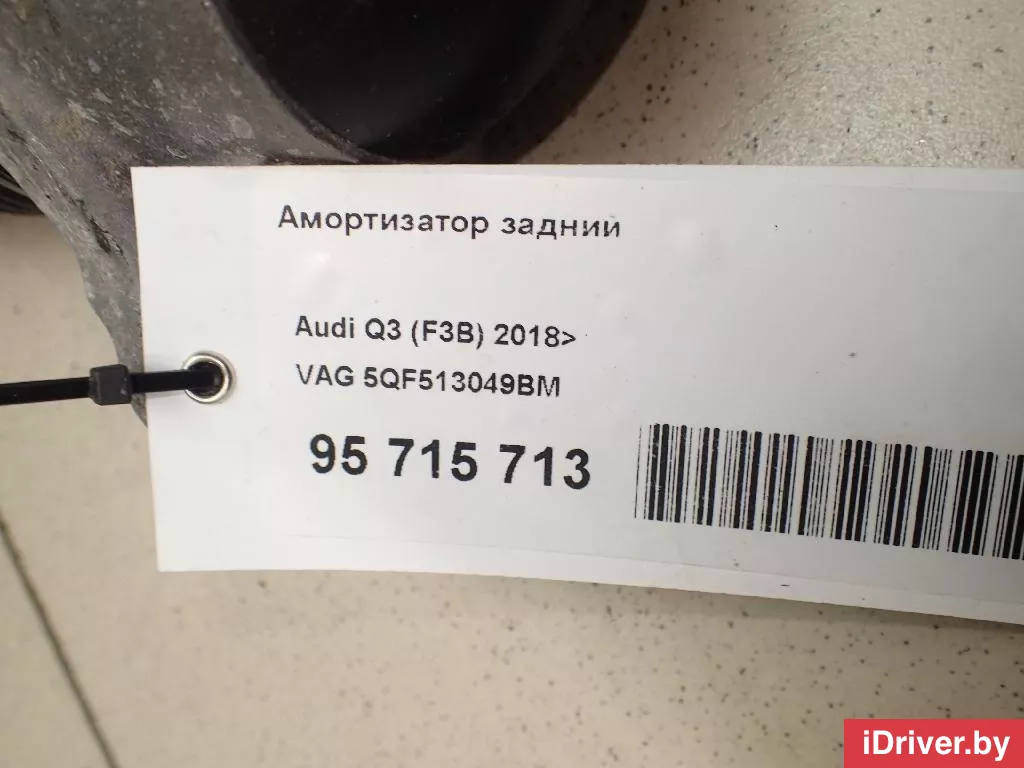 Амортизатор задний
Audi Q3 (F3B) 2018>
VAG 5QF513049BM
95 715 713
iDriver.by